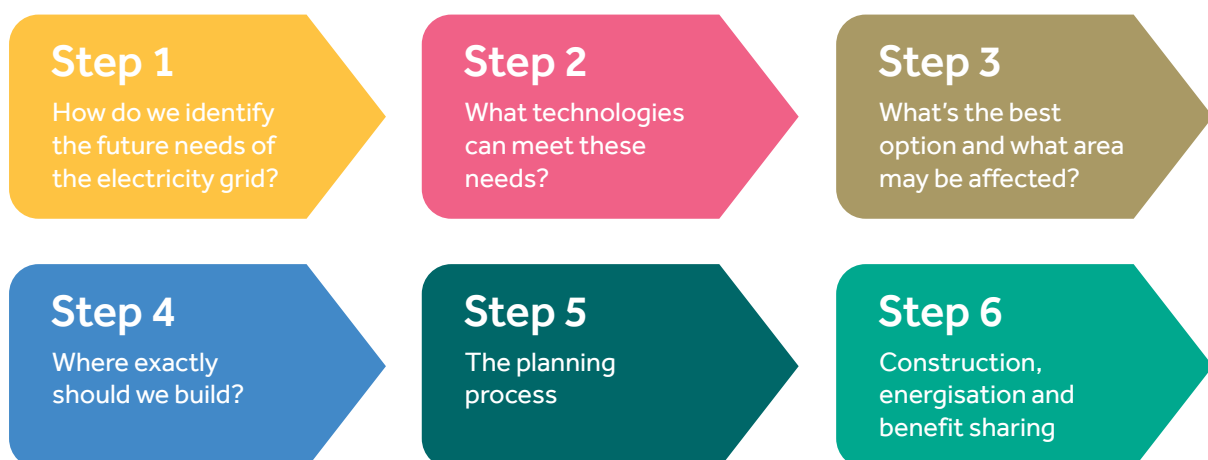 Step 1
How do we identify
the future needs of
the electricity grid?
Step 2
What technologies
can meet these
needs?
Step 3
What's the best
option and what area
may be affected?
Step 4
Where exactly
should we build?
Step 5
The planning
process
Step 6
Construction,
energisation and
benefit sharing